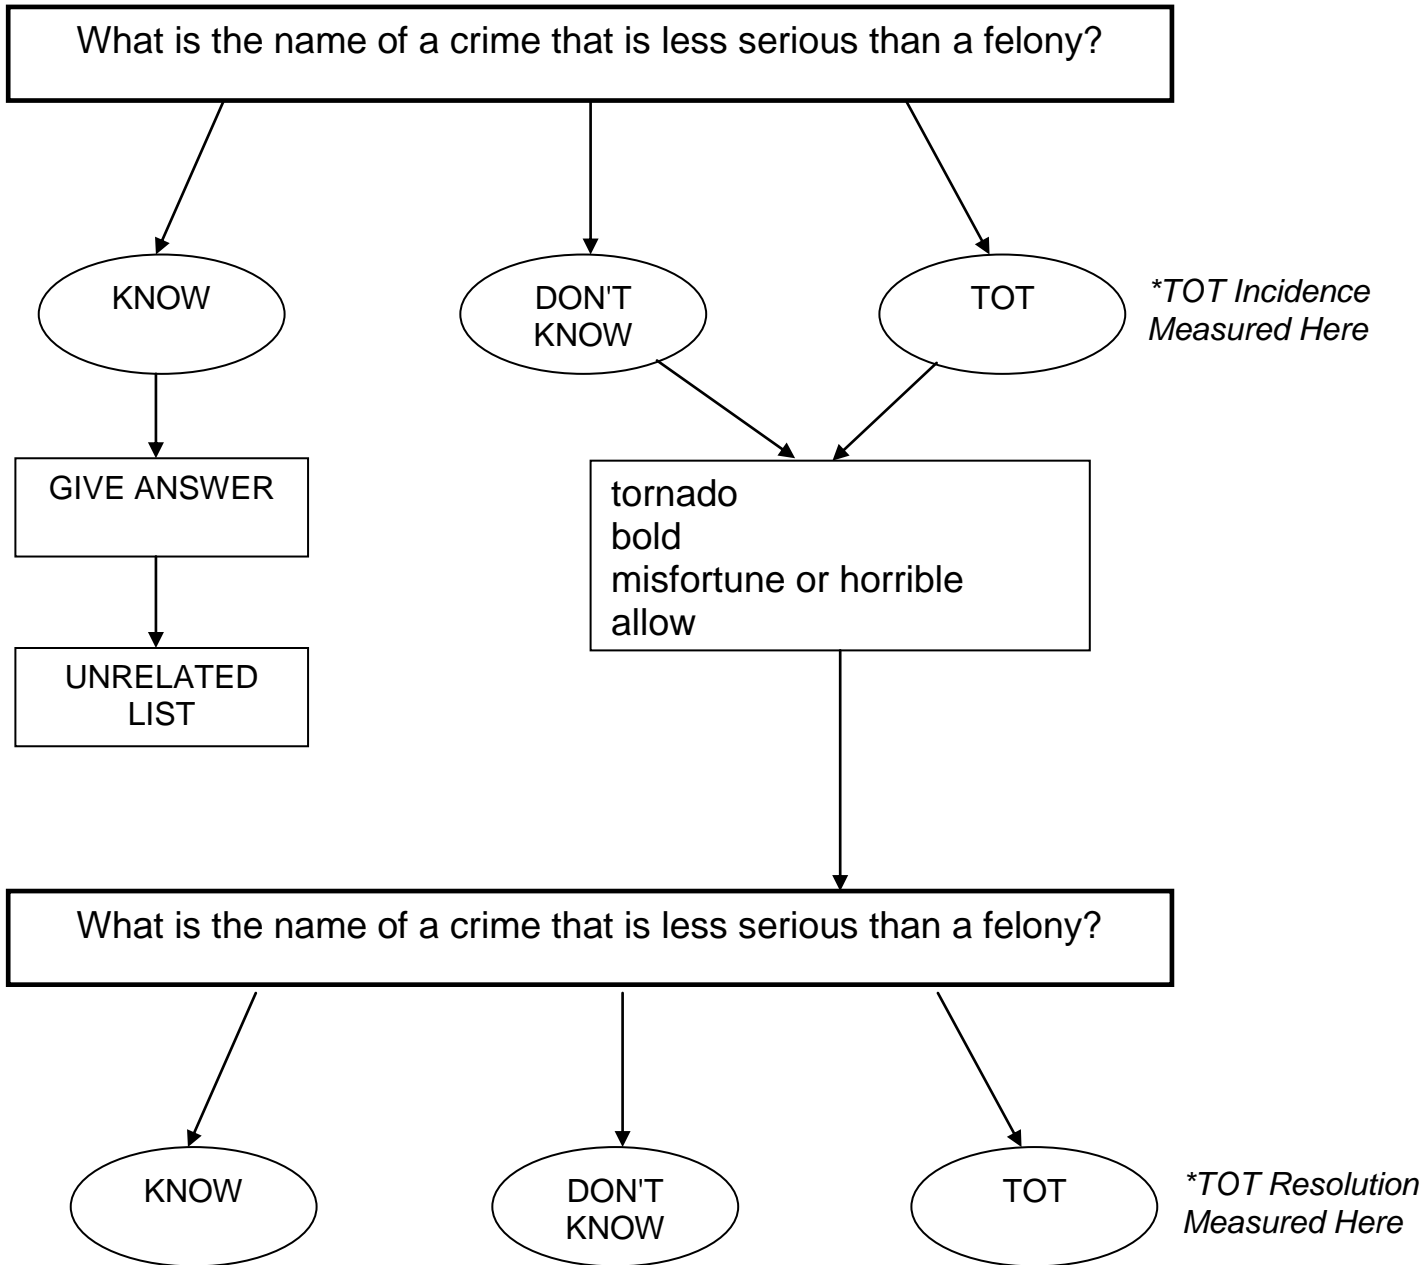 What is the name of a crime that is less serious than a felony?
KNOW
DON'T
KNOW
TOT
*TOT Incidence
Measured Here
GIVE ANSWER
tornado
bold
misfortune or horrible
allow
UNRELATED
LIST
What is the name of a crime that is less serious than a felony?
KNOW
DON'T
KNOW
TOT
*TOT Resolution
Measured Here